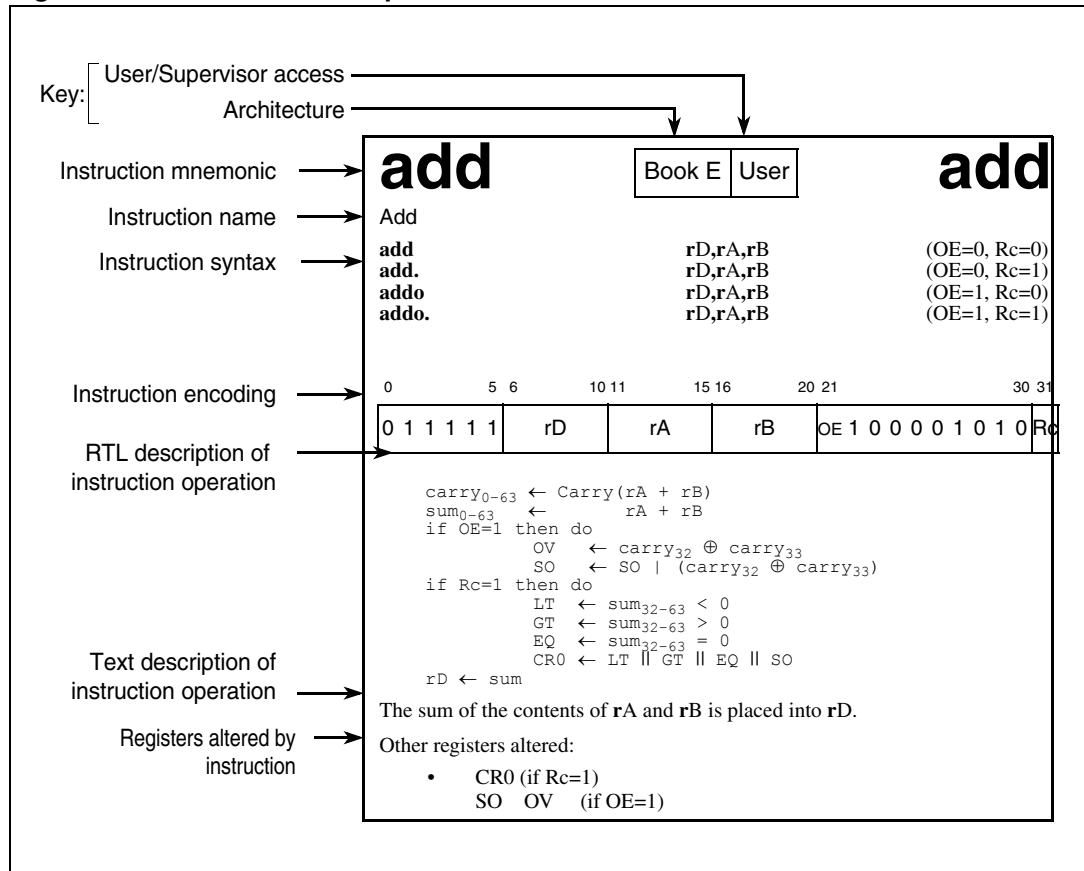 Key:
User/Supervisor access
Architecture
Instruction mnemonic
add Book E User add
Instruction name
Add
Instruction syntax
add rD,rA,rB (OE=0, Rc=0)
add. rD,rA,rB (OE=0, Rc=1)
addo rD,rA,rB (OE=1, Rc=0)
addo. rD,rA,rB (OE=1, Rc=1)
Instruction encoding
0 5 6 10 11 15 16 20 21 30 31
0 1 1 1 1 1 rD rA rB OE 1 0 0 0 0 1 0 1 0 Rc
RTL description of
instruction operation
carry0–63 ← Carry(rA + rB)
sum0–63 ← rA + rB
if OE=1 then do
OV ← carry32 ⊕ carry33
SO ← SO | (carry32 ⊕ carry33)
if Rc=1 then do
LT ← sum32–63 < 0
GT ← sum32–63 > 0
EQ ← sum32–63 = 0
CR0 ← LT || GT || EQ || SO
rD ← sum
Text description of
instruction operation
The sum of the contents of rA and rB is placed into rD.
Registers altered by
instruction
Other registers altered:
• CR0 (if Rc=1)
SO OV (if OE=1)